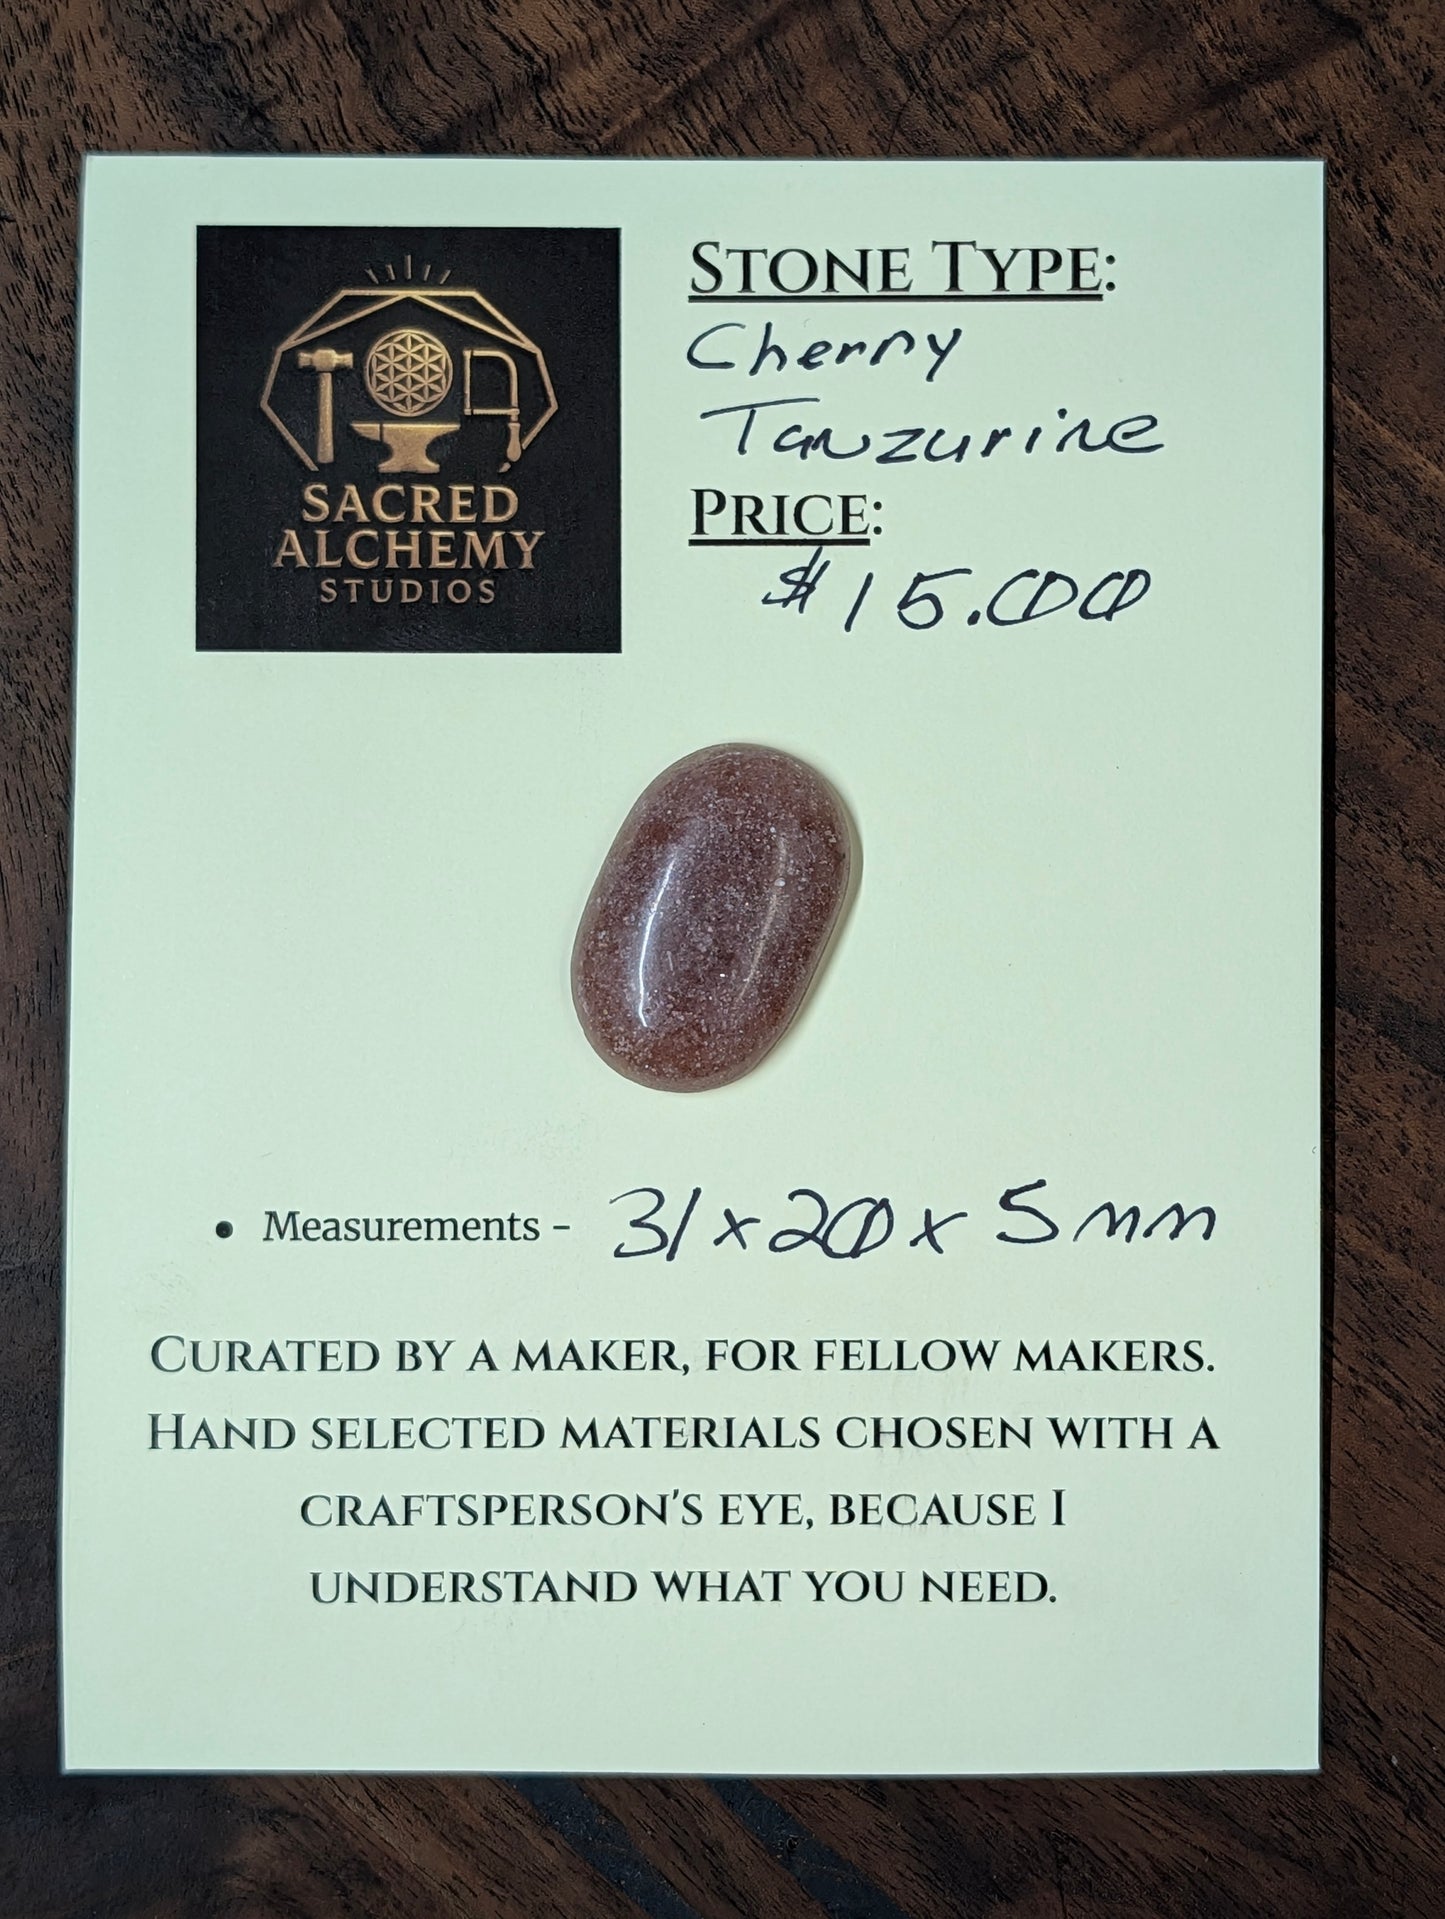 SACRED
ALCHEMY
STUDIOS
STONE TYPE:
Cherry
Tanzurine
PRICE:
$15.00
• Measurements - 31x20x5mm
CURATED BY A MAKER, FOR FELLOW MAKERS.
HAND SELECTED MATERIALS CHOSEN WITH A
CRAFTSPERSON'S EYE, BECAUSE I
UNDERSTAND WHAT YOU NEED.